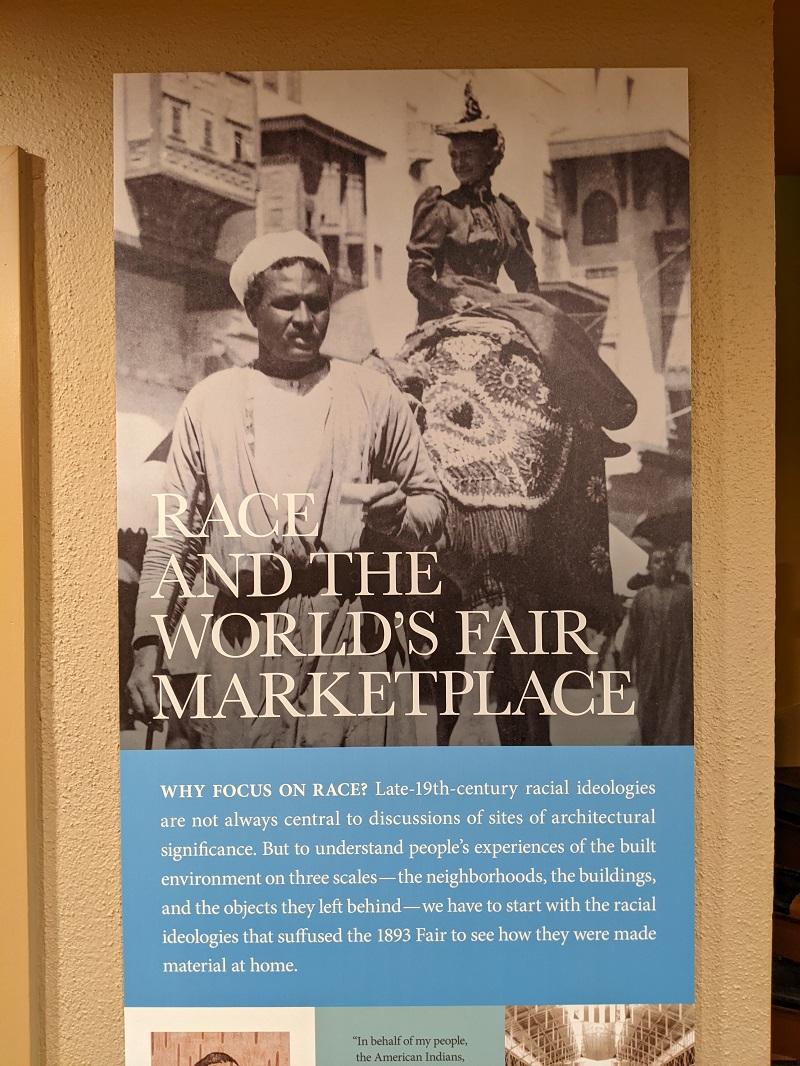 RACE
AND THE
WORLD'S FAIR
MARKETPLACE
WHY FOCUS ON RACE? Late-19th-century racial ideologies
are not always central to discussions of sites of architectural
significance. But to understand people's experiences of the built
environment on three scales—the neighborhoods, the buildings,
and the objects they left behind—we have to start with the racial
ideologies that suffused the 1893 Fair to see how they were made
material at home.
“In behalf of my people,
the American Indians,